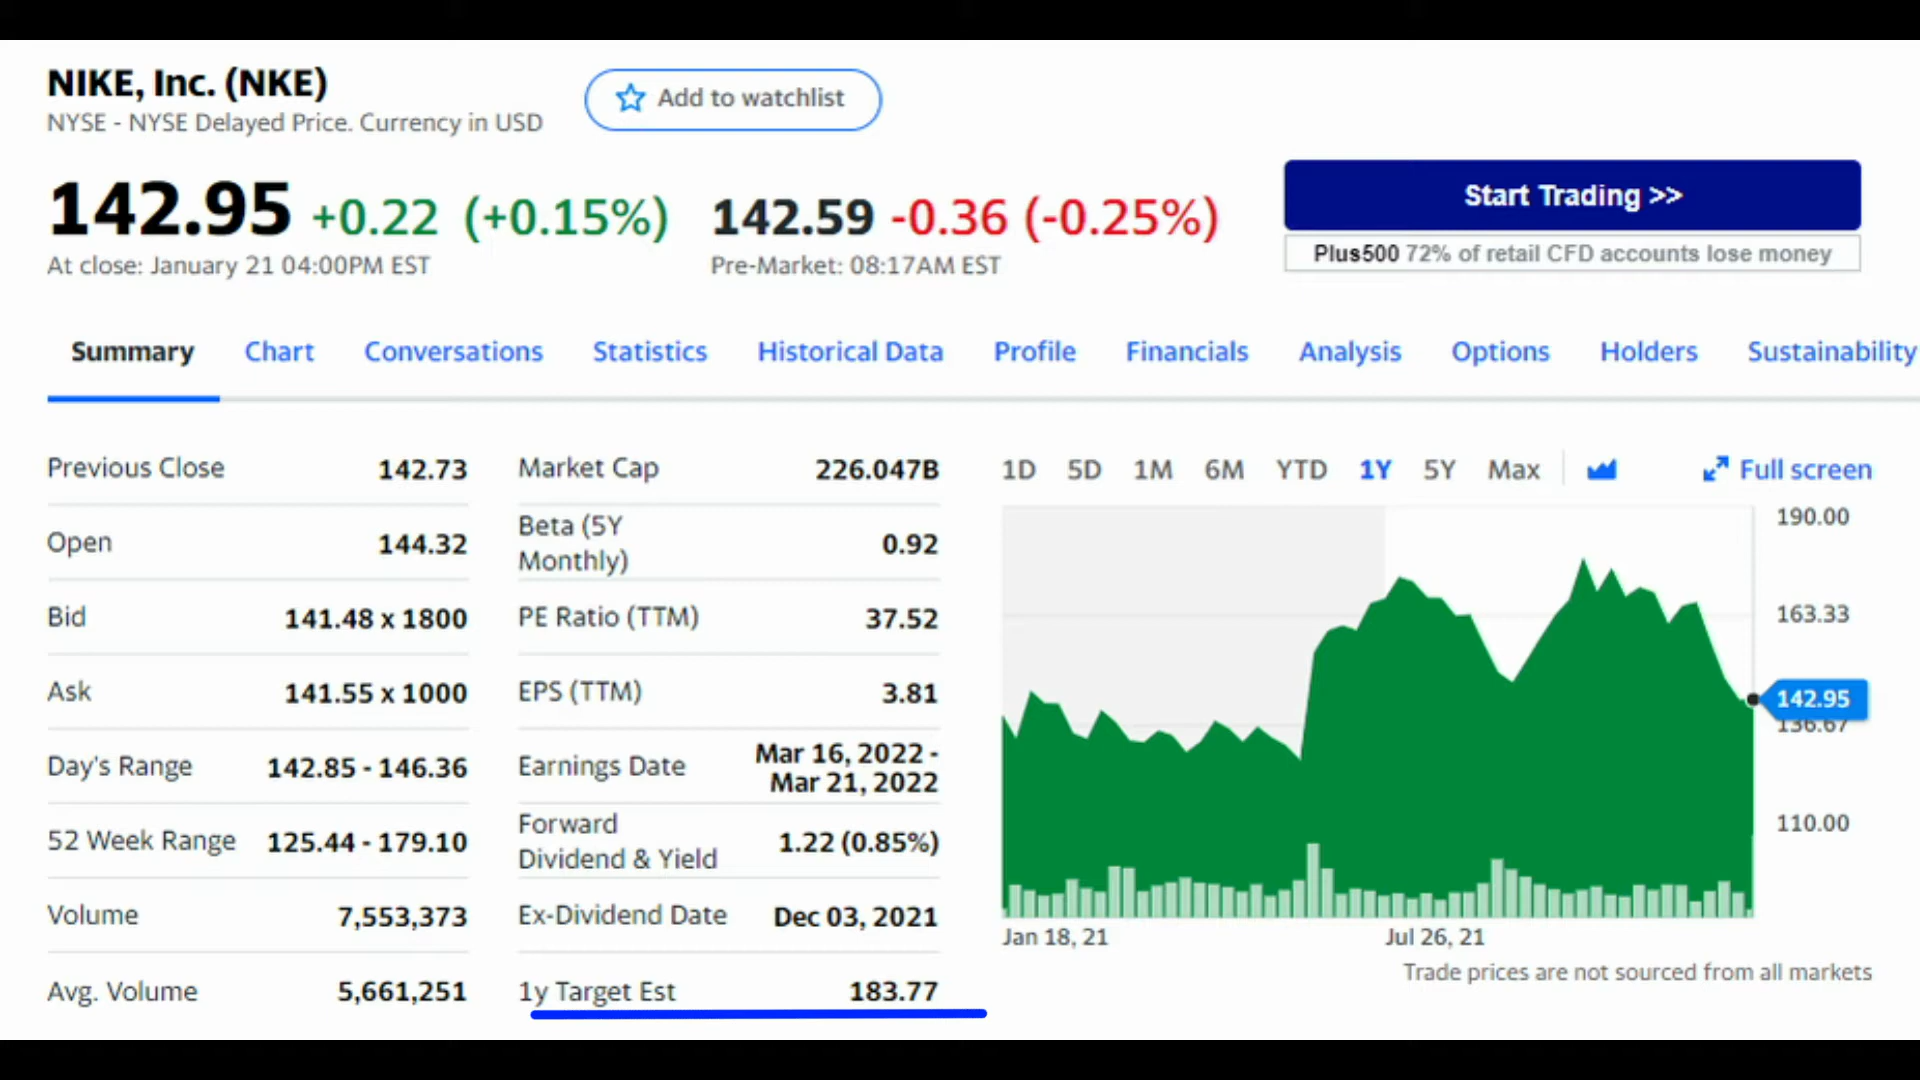 NIKE, Inc. (NKE)
NYSE - NYSE Delayed Price. Currency in USD
Add to watchlist
142.95 +0.22 (+0.15%)
At close: January 21 04:00PM EST
142.59 -0.36 (-0.25%)
Pre-Market: 08:17AM EST
Start Trading >>
Plus500 72% of retail CFD accounts lose money
Summary Chart Conversations Statistics Historical Data Profile Financials Analysis Options Holders Sustainability
Previous Close 142.73
Open 144.32
Bid 141.48 x 1800
Ask 141.55 x 1000
Day's Range 142.85 - 146.36
52 Week Range 125.44 - 179.10
Volume 7,553,373
Avg. Volume 5,661,251
Market Cap 226.047B
Beta (5Y
Monthly) 0.92
PE Ratio (TTM) 37.52
EPS (TTM) 3.81
Earnings Date Mar 16, 2022 -
Mar 21, 2022
Forward
Dividend & Yield 1.22 (0.85%)
Ex-Dividend Date Dec 03, 2021
1y Target Est 183.77
1D 5D 1M 6M YTD 1Y 5Y Max Full screen
190.00
163.33
142.95
136.67
110.00
Jan 18, 21 Jul 26, 21
Trade prices are not sourced from all markets